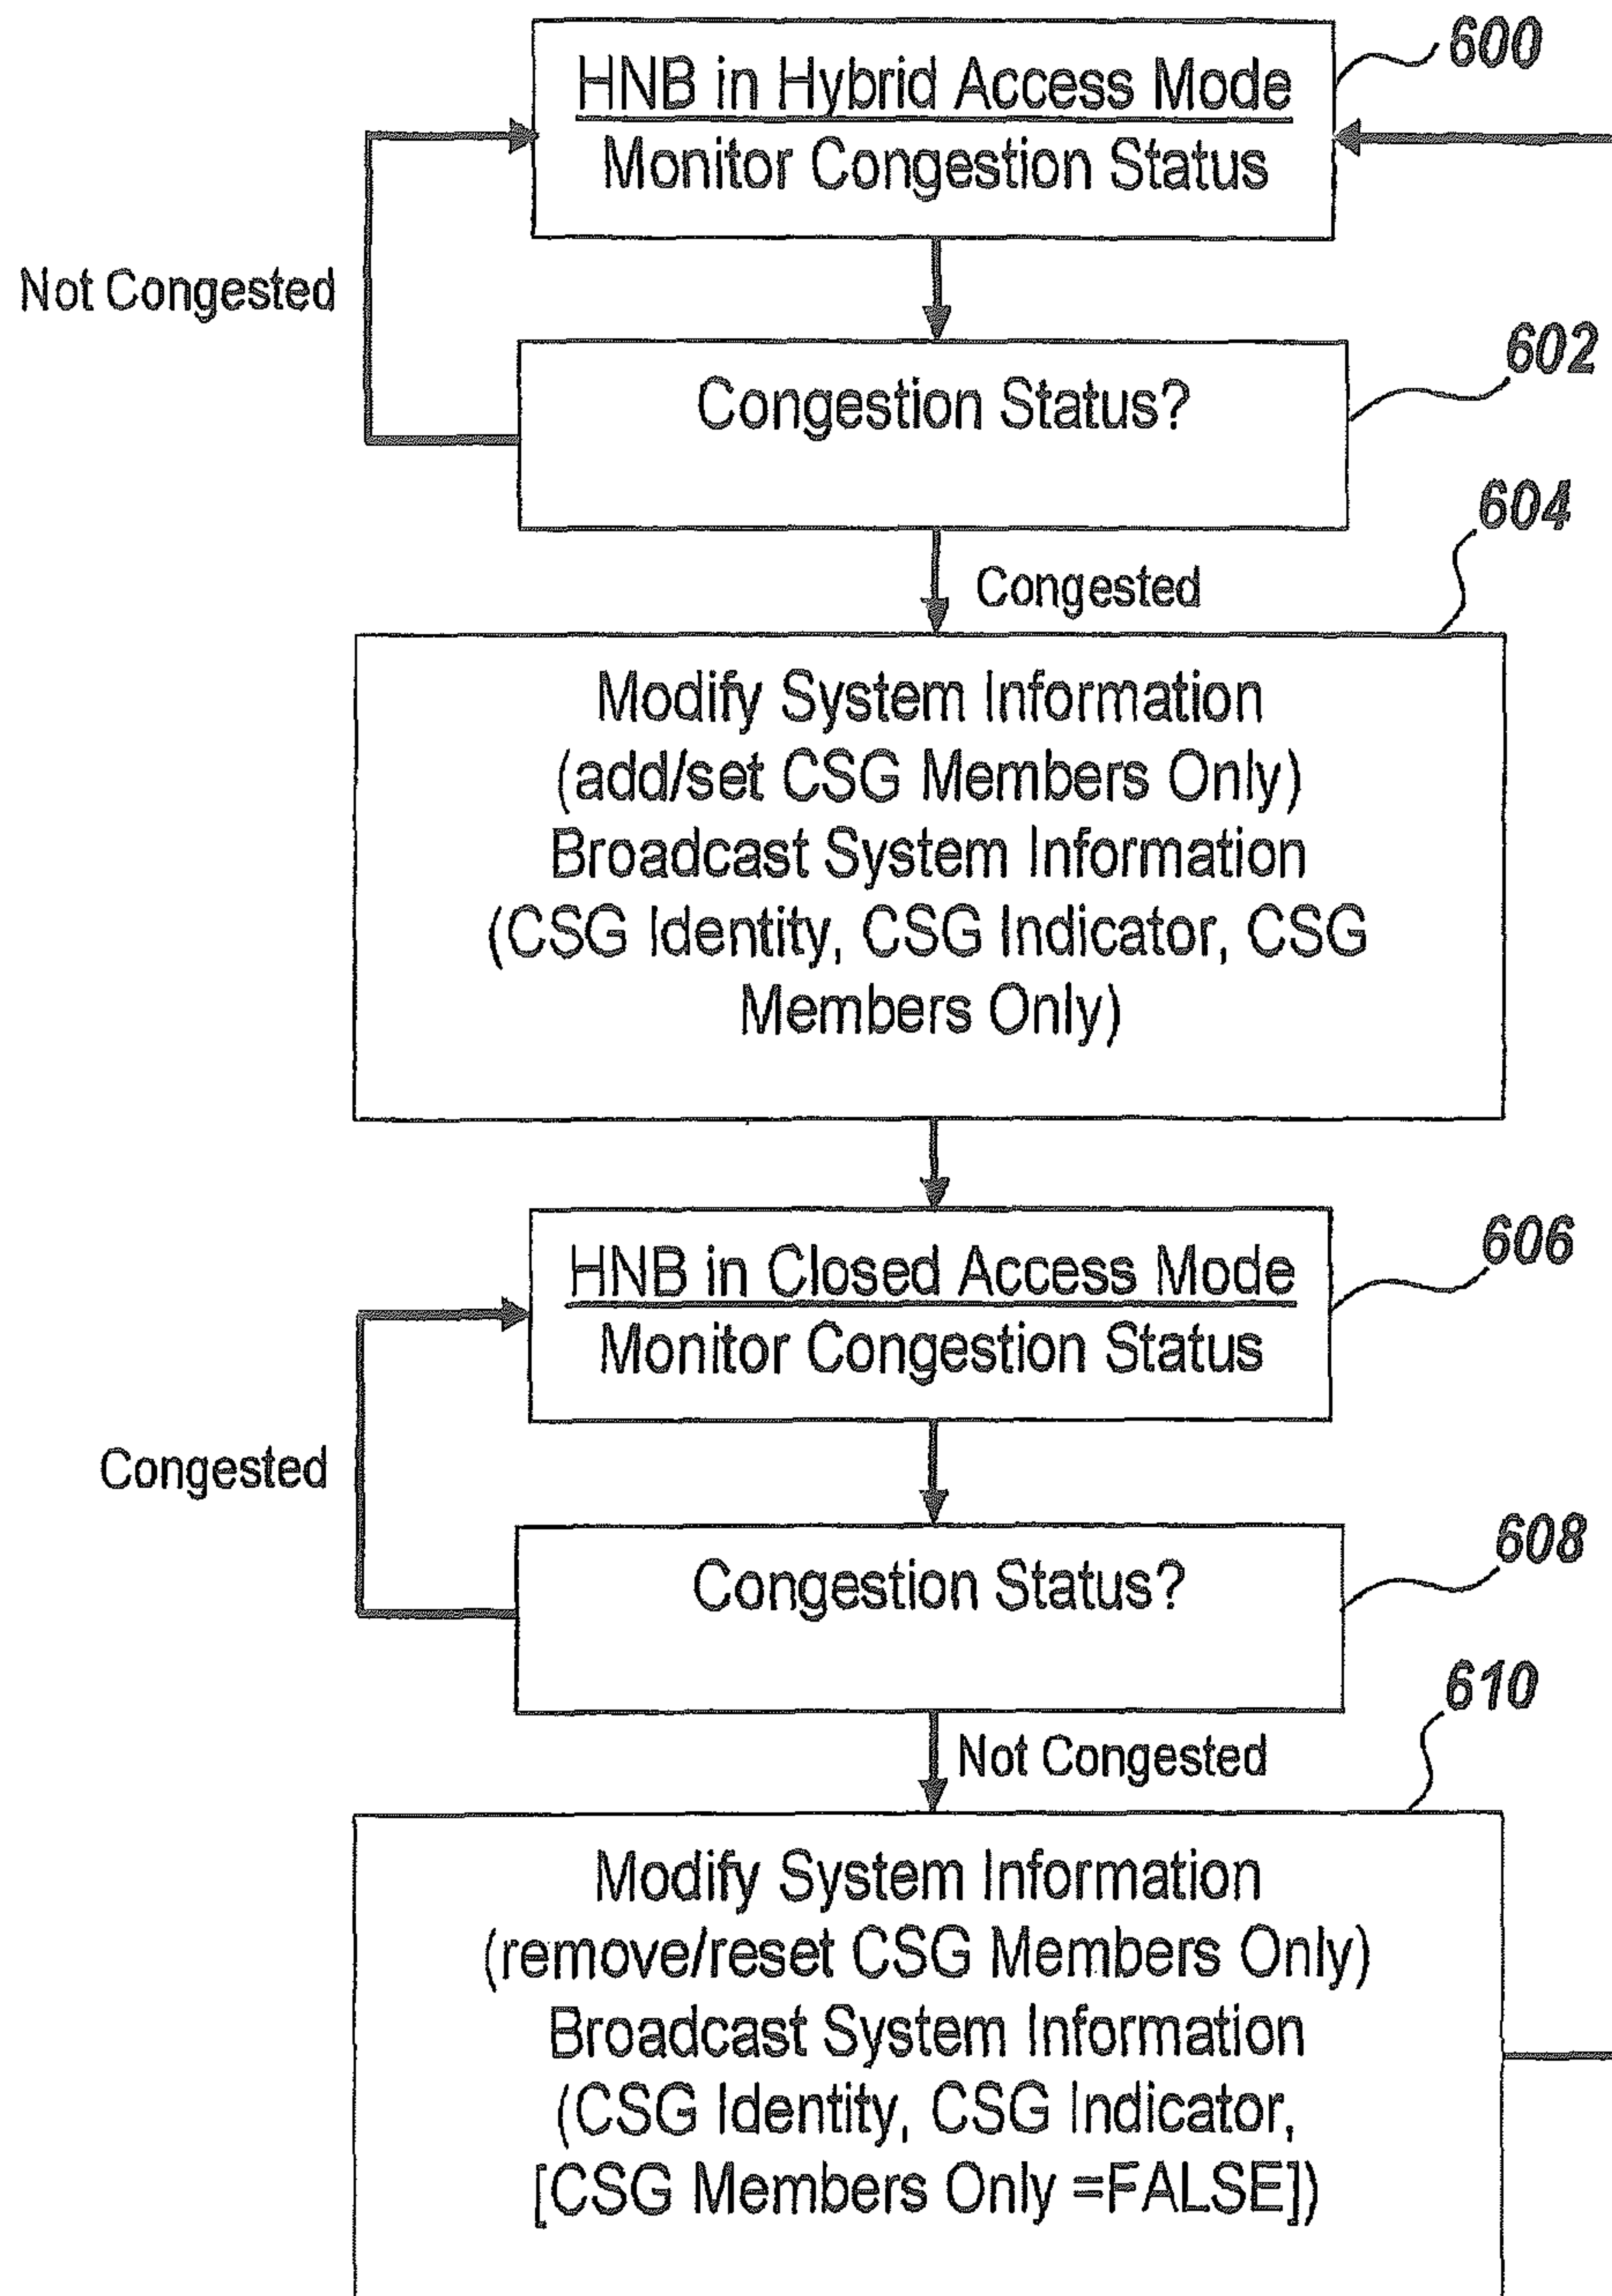 600
HNB in Hybrid Access Mode
Monitor Congestion Status
Not Congested
602
Congestion Status?
604
Congested
Modify System Information
(add/set CSG Members Only)
Broadcast System Information
(CSG Identity, CSG Indicator, CSG
Members Only)
606
HNB in Closed Access Mode
Monitor Congestion Status
Congested
608
Congestion Status?
610
Not Congested
Modify System Information
(remove/reset CSG Members Only)
Broadcast System Information
(CSG Identity, CSG Indicator,
[CSG Members Only =FALSE])